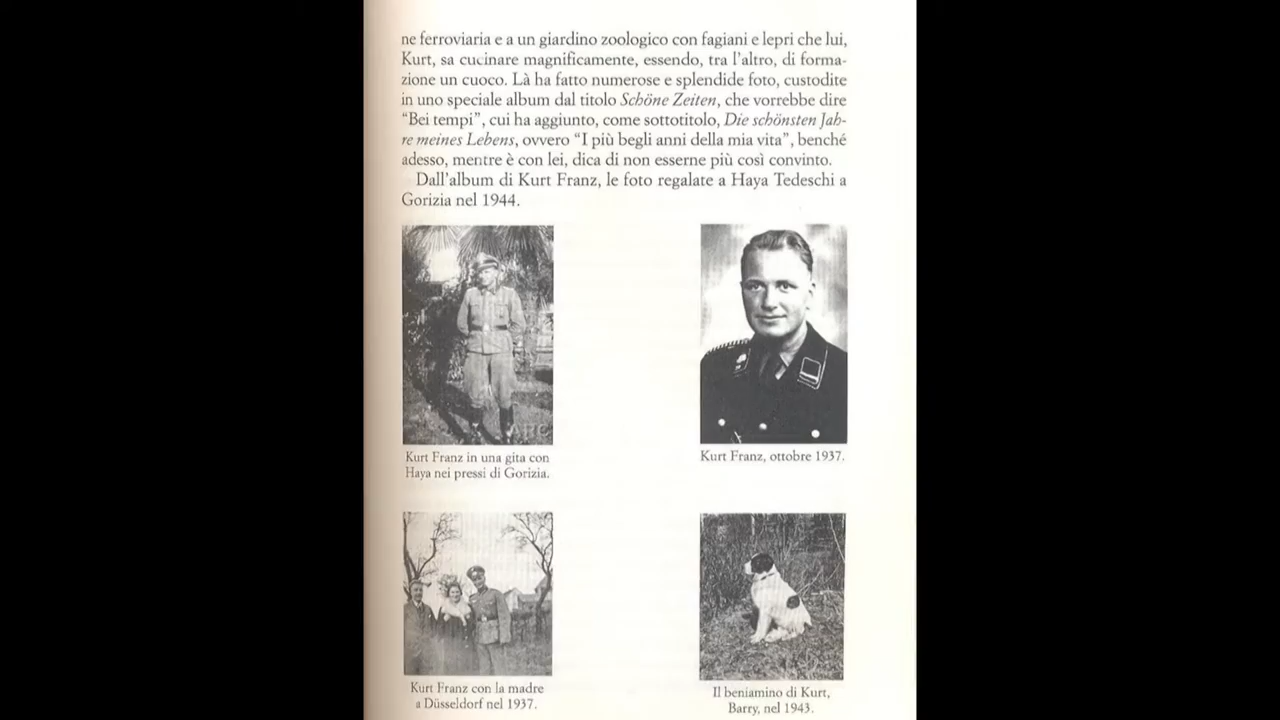 ne ferroviaria e a un giardino zoologico con fagiani e lepri che lui,
Kurt, sa cucinare magnificamente, essendo, tra l'altro, di forma-
zione un cuoco. Là ha fatto numerose e splendide foto, custodite
in uno speciale album dal titolo Schöne Zeiten, che vorrebbe dire
"Bei tempi", cui ha aggiunto, come sottotitolo, Die schönsten Jah-
re meines Lebens, ovvero "I più begli anni della mia vita", benché
adesso, mentre è con lei, dica di non esserne più così convinto.
Dall'album di Kurt Franz, le foto regalate a Haya Tedeschi a
Gorizia nel 1944.
Kurt Franz in una gita con
Haya nei pressi di Gorizia.
Kurt Franz, ottobre 1937.
Kurt Franz con la madre
a Düsseldorf nel 1937.
Il beniamino di Kurt,
Barry, nel 1943.